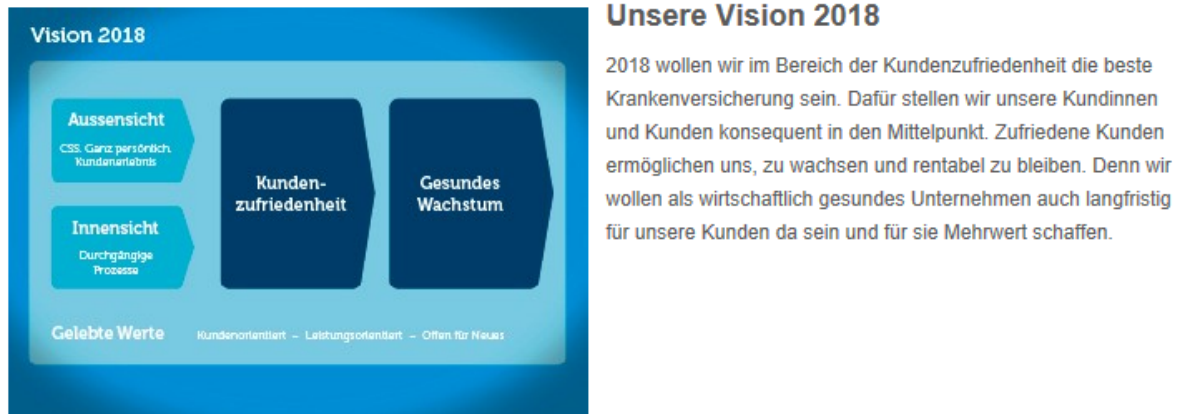 Vision 2018
Aussensicht
CSS. Ganz persönlich.
Kundenerlebnis
Innensicht
Durchgängige
Prozesse
Kunden-
zufriedenheit
Gesundes
Wachstum
Gelebte Werte
Kundenorientiert – Leistungsorientiert – Offen für Neues
Unsere Vision 2018
2018 wollen wir im Bereich der Kundenzufriedenheit die beste
Krankenversicherung sein. Dafür stellen wir unsere Kundinnen
und Kunden konsequent in den Mittelpunkt. Zufriedene Kunden
ermöglichen uns, zu wachsen und rentabel zu bleiben. Denn wir
wollen als wirtschaftlich gesundes Unternehmen auch langfristig
für unsere Kunden da sein und für sie Mehrwert schaffen.